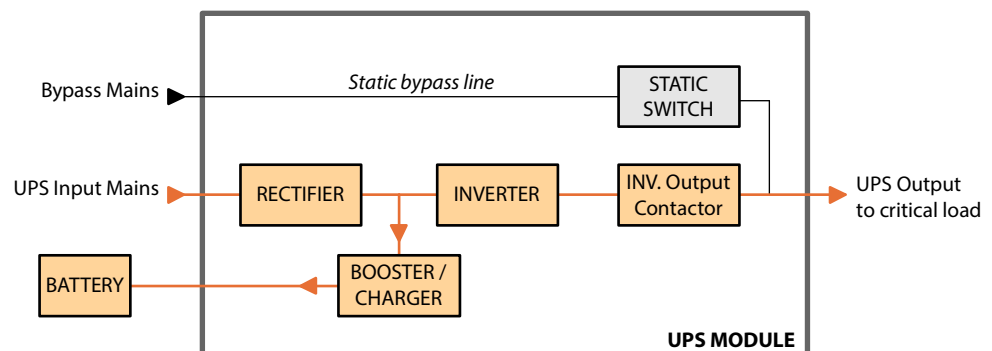 Bypass Mains
Static bypass line
STATIC
SWITCH
UPS Input Mains
RECTIFIER
INVERTER
INV. Output
Contactor
UPS Output
to critical load
BATTERY
BOOSTER /
CHARGER
UPS MODULE